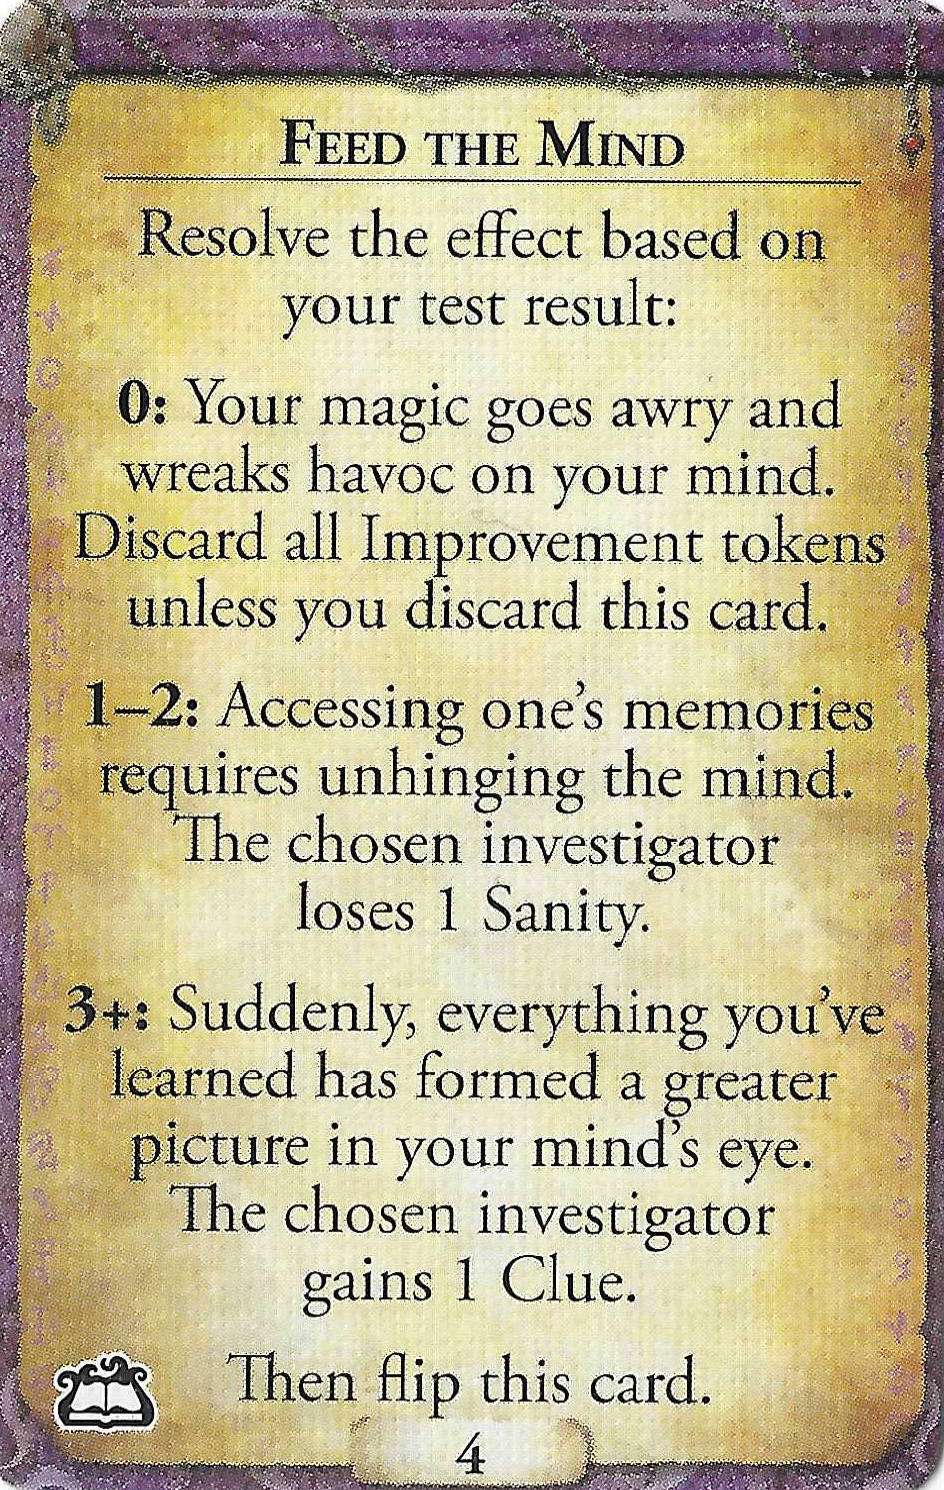 FEED THE MIND
Resolve the effect based on
your test result:
0: Your magic goes awry and
wreaks havoc on your mind.
Discard all Improvement tokens
unless you discard this card.
1–2: Accessing one's memories
requires unhinging the mind.
The chosen investigator
loses 1 Sanity.
3+: Suddenly, everything you've
learned has formed a greater
picture in your mind's eye.
The chosen investigator
gains 1 Clue.
Then flip this card.
4